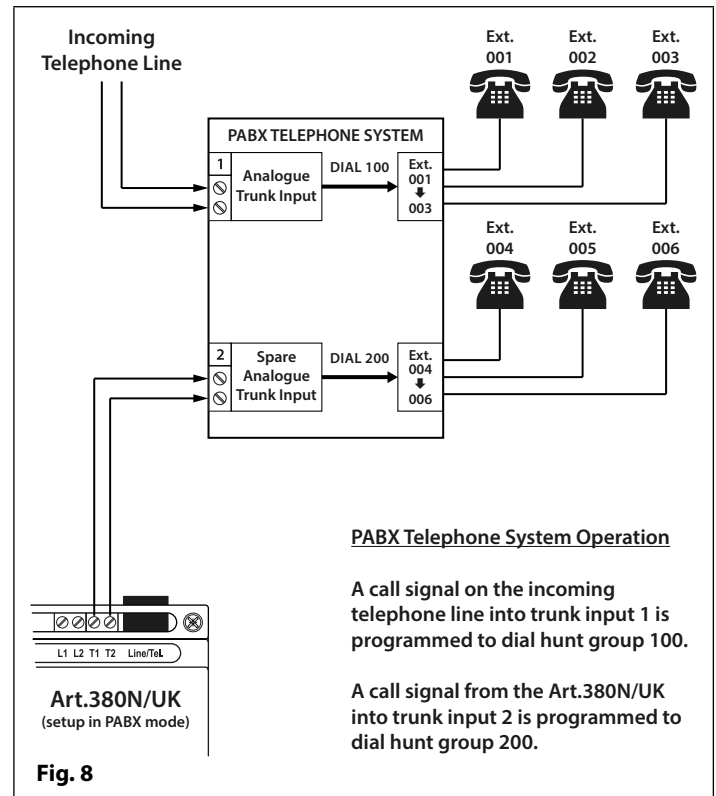 Incoming
Telephone Line
Ext.
001
Ext.
002
Ext.
003
PABX TELEPHONE SYSTEM
1
Analogue
Trunk Input
DIAL 100
Ext.
001
003
Ext.
004
Ext.
005
Ext.
006
2
Spare
Analogue
Trunk Input
DIAL 200
Ext.
004
006
PABX Telephone System Operation
A call signal on the incoming
telephone line into trunk input 1 is
programmed to dial hunt group 100.
A call signal from the Art.380N/UK
into trunk input 2 is programmed to
dial hunt group 200.
L1 L2 T1 T2 Line/Tel.
Art.380N/UK
(setup in PABX mode)
Fig. 8